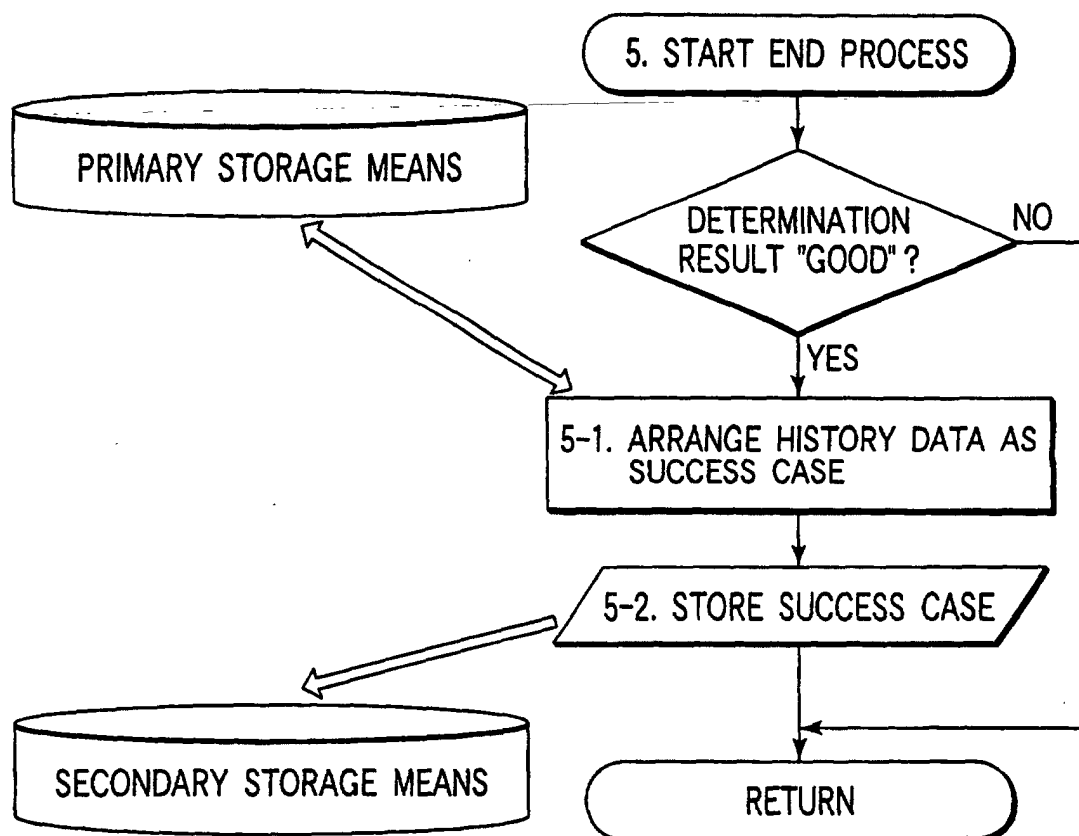 5. START END PROCESS
PRIMARY STORAGE MEANS
DETERMINATION
RESULT "GOOD" ?
NO
YES
5-1. ARRANGE HISTORY DATA AS
SUCCESS CASE
5-2. STORE SUCCESS CASE
SECONDARY STORAGE MEANS
RETURN